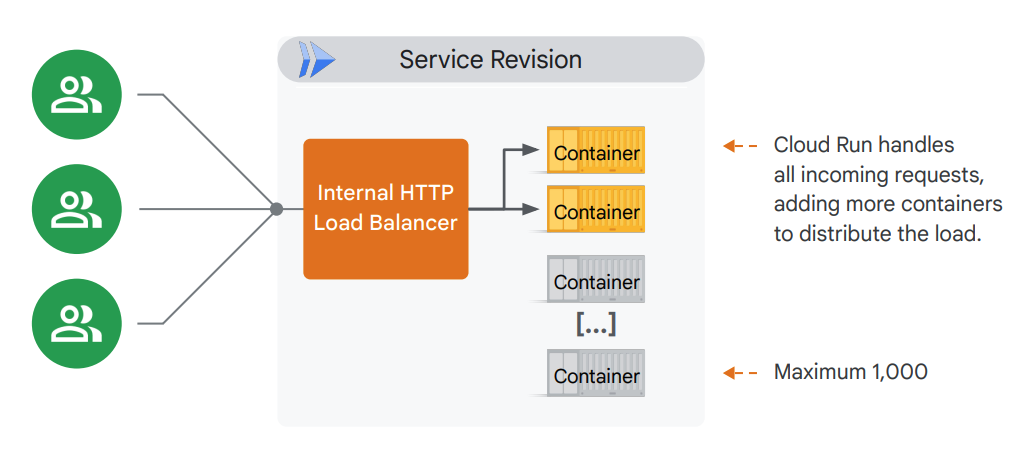 Service Revision
Internal HTTP
Load Balancer
Container
Container
Container
[...]
Container
Cloud Run handles
all incoming requests,
adding more containers
to distribute the load.
Maximum 1,000